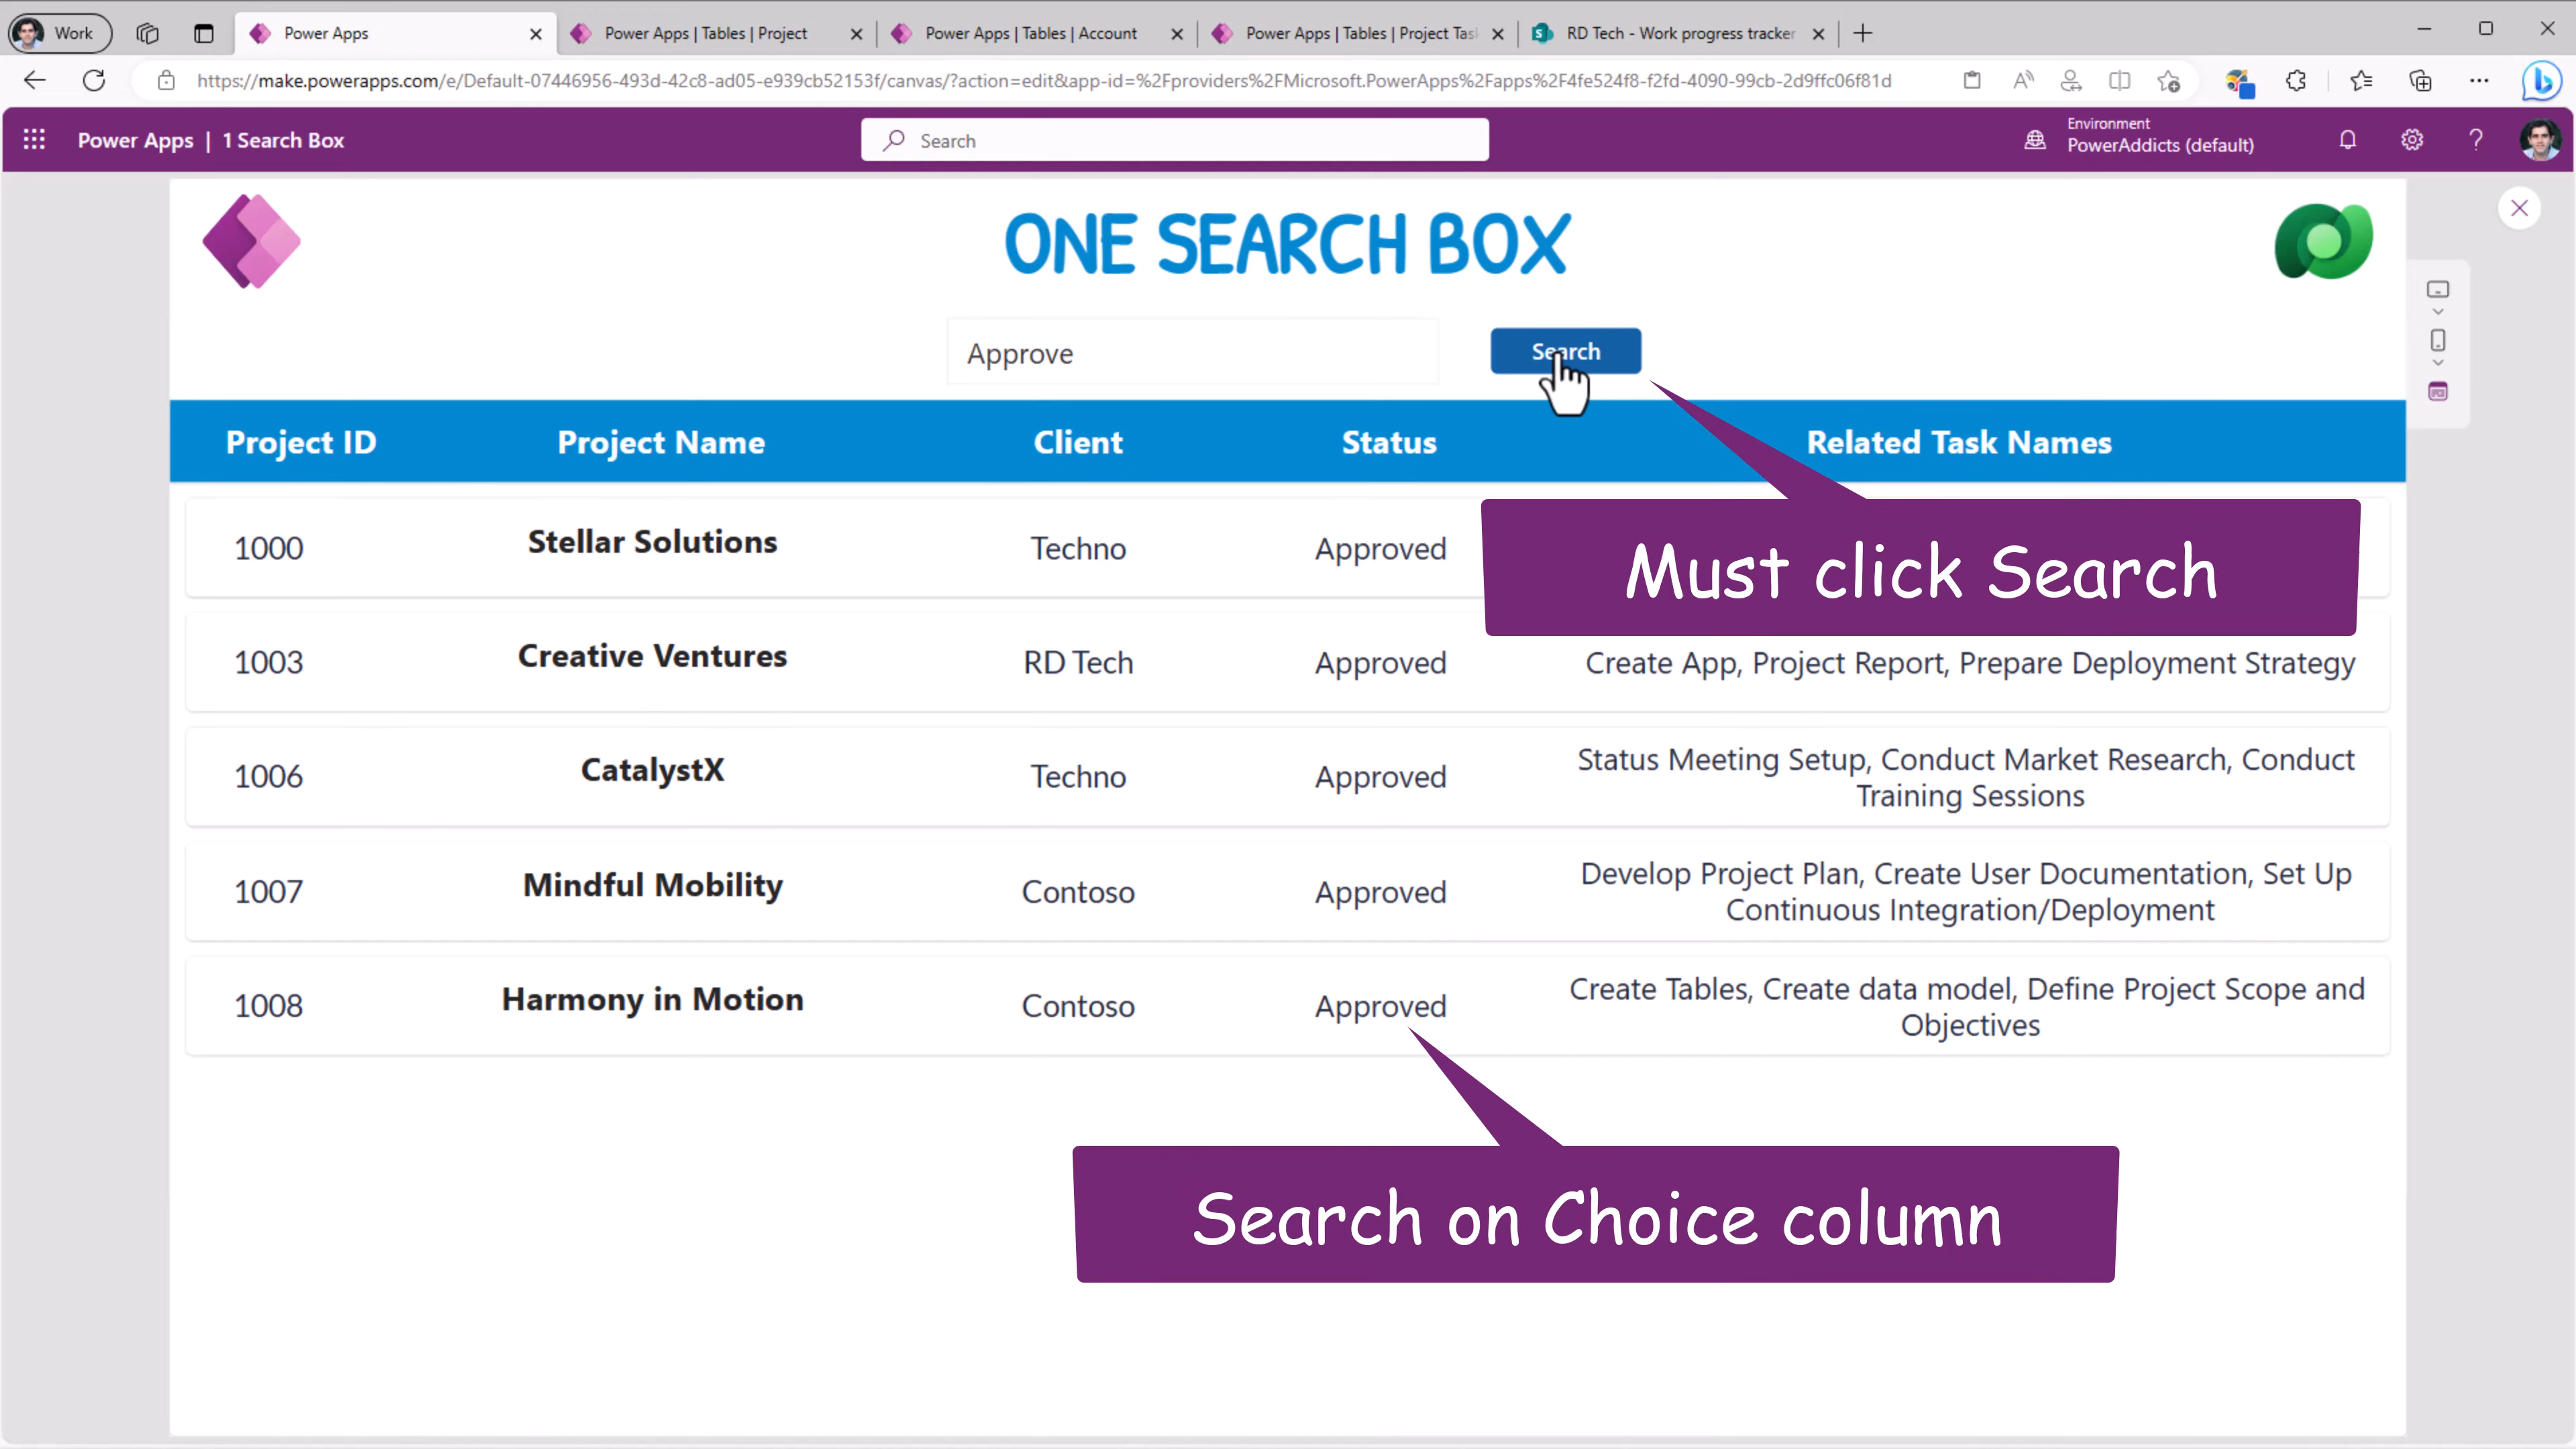 Work
Power Apps
Power Apps | Tables | Project
Power Apps | Tables | Account
Power Apps | Tables | Project Tas
RD Tech - Work progress tracker
https://make.powerapps.com/e/Default-07446956-493d-42c8-ad05-e939cb52153f/canvas/?action=edit&app-id=%2Fproviders%2FMicrosoft.PowerApps%2Fapps%2F4fe524f8-f2fd-4090-99cb-2d9ffc06f81d
Power Apps | 1 Search Box
Search
Environment
PowerAddicts (default)
ONE SEARCH BOX
Approve
Search
Project ID Project Name Client Status Related Task Names
1000 Stellar Solutions Techno Approved
Must click Search
1003 Creative Ventures RD Tech Approved Create App, Project Report, Prepare Deployment Strategy
1006 CatalystX Techno Approved Status Meeting Setup, Conduct Market Research, Conduct
Training Sessions
1007 Mindful Mobility Contoso Approved Develop Project Plan, Create User Documentation, Set Up
Continuous Integration/Deployment
1008 Harmony in Motion Contoso Approved Create Tables, Create data model, Define Project Scope and
Objectives
Search on Choice column